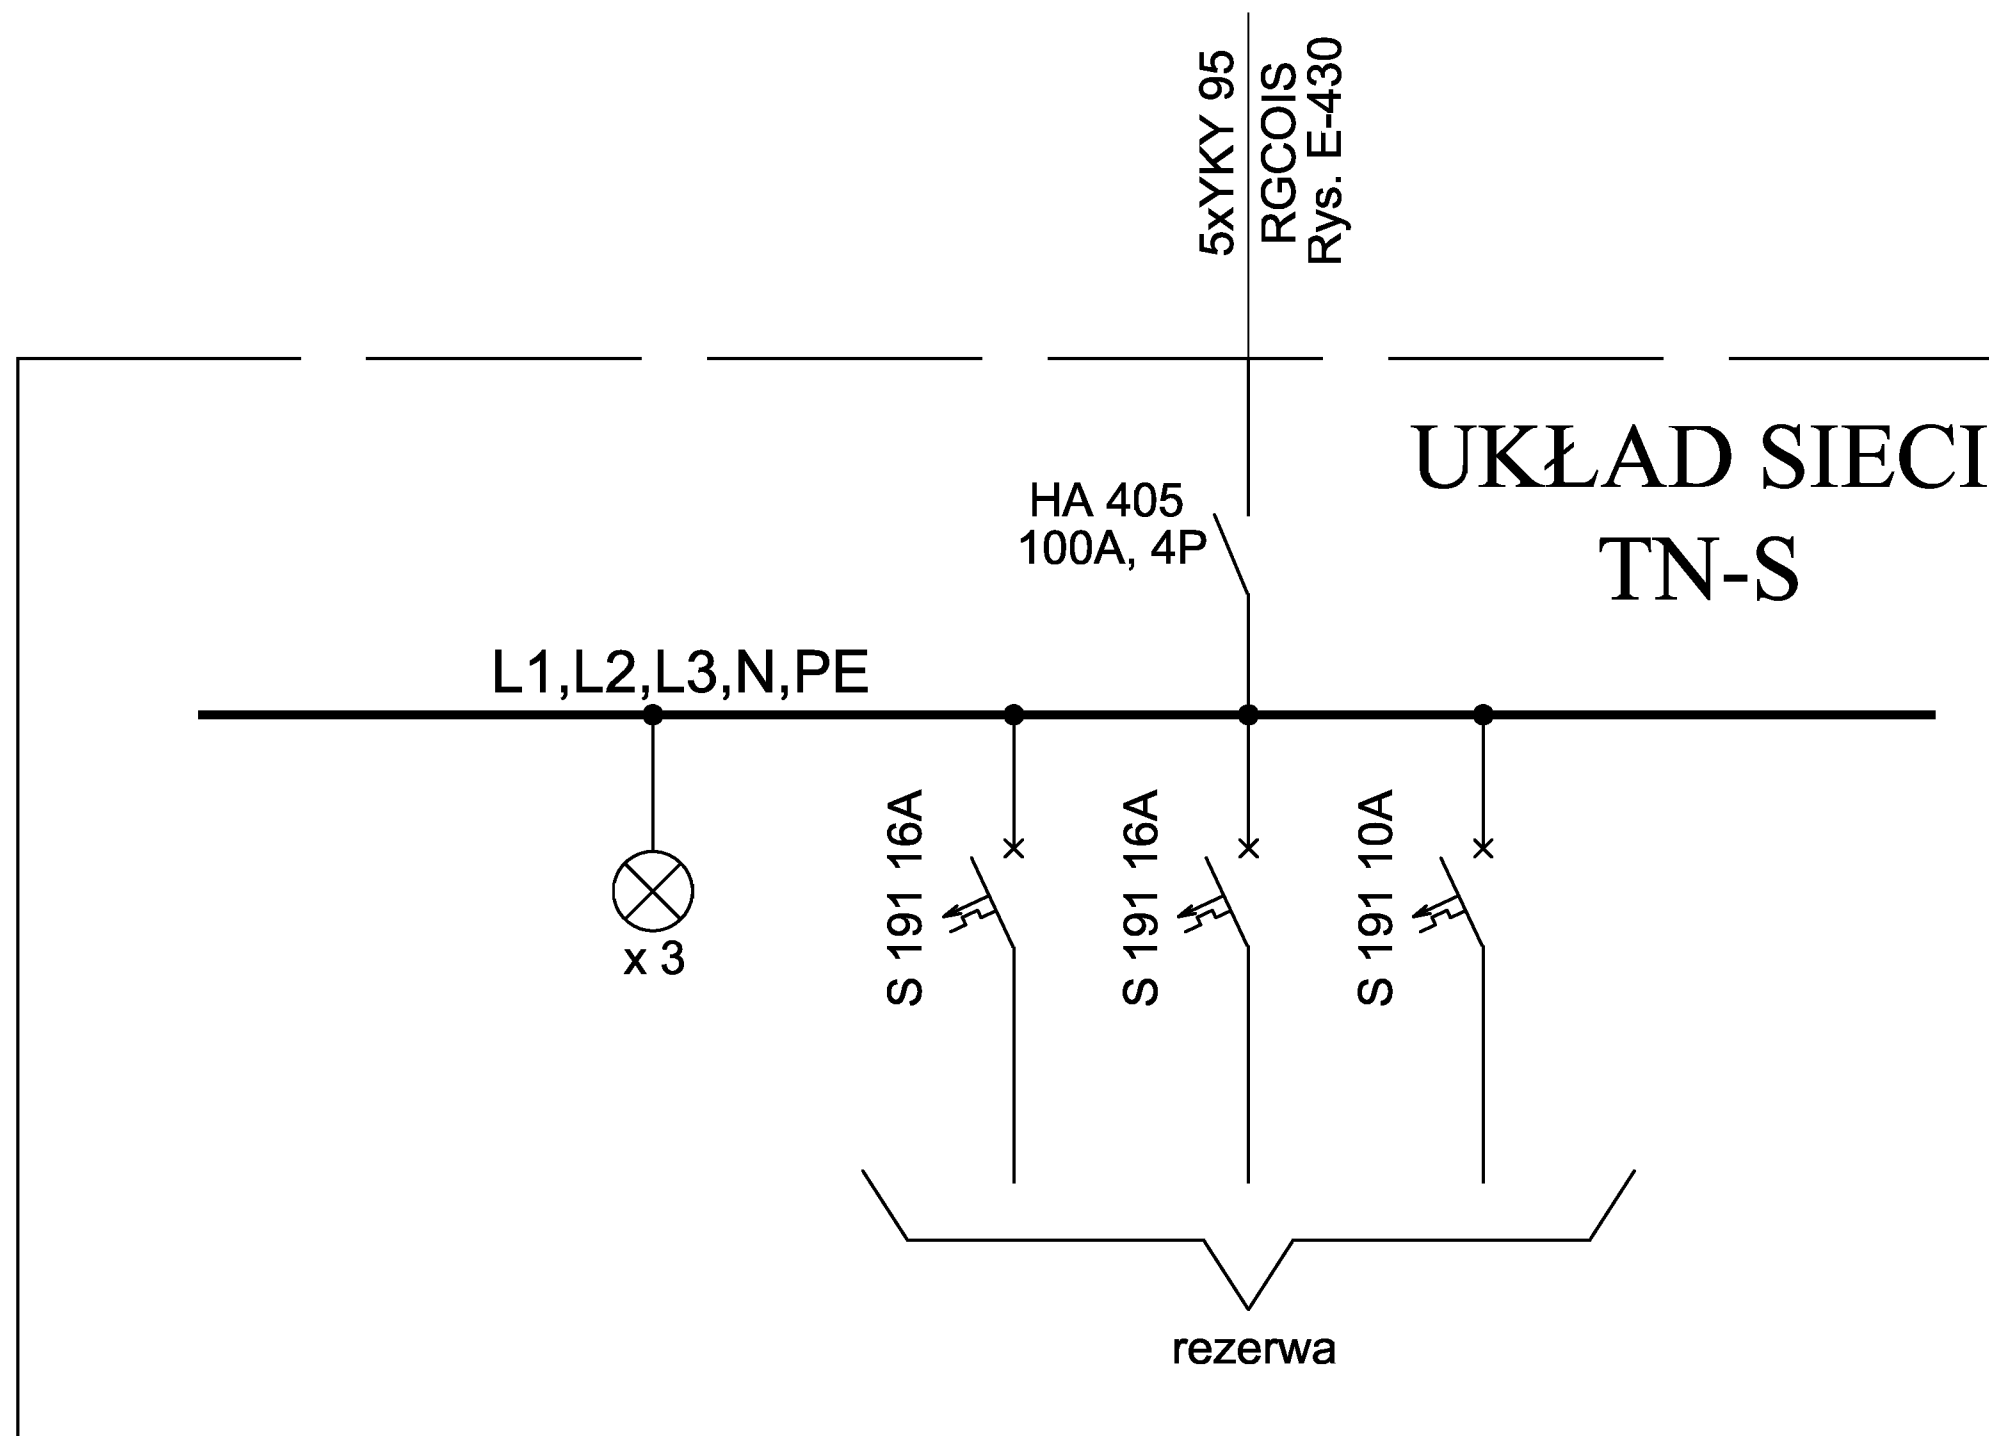 5xYKY 95
RGCOIS
Rys. E-430
UKŁAD SIECI
TN-S
HA 405
100A, 4P
L1,L2,L3,N,PE
S 191 16A
S 191 16A
S 191 10A
x 3
rezerwa